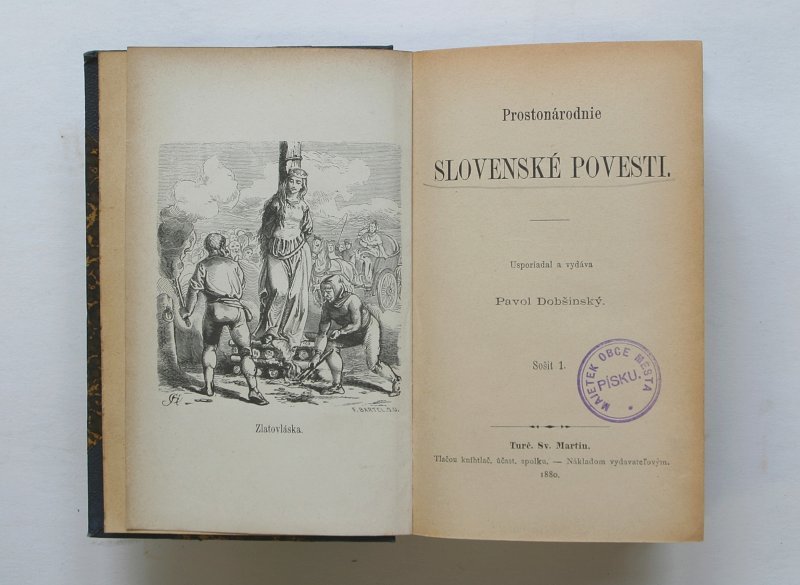 F. BARTEL S.G.
Zlatovláska.
Prostonárodnie
SLOVENSKÉ POVESTI.
Usporiadal a vydáva
Pavol Dobšinský.
Sošit 1.
MAJETEK OBCE MĚSTA
PÍSKU.
Turč. Sv. Martin.
Tlačou kníhtlač. účast. spolku. — Nákladom vydavateľovým.
1880.